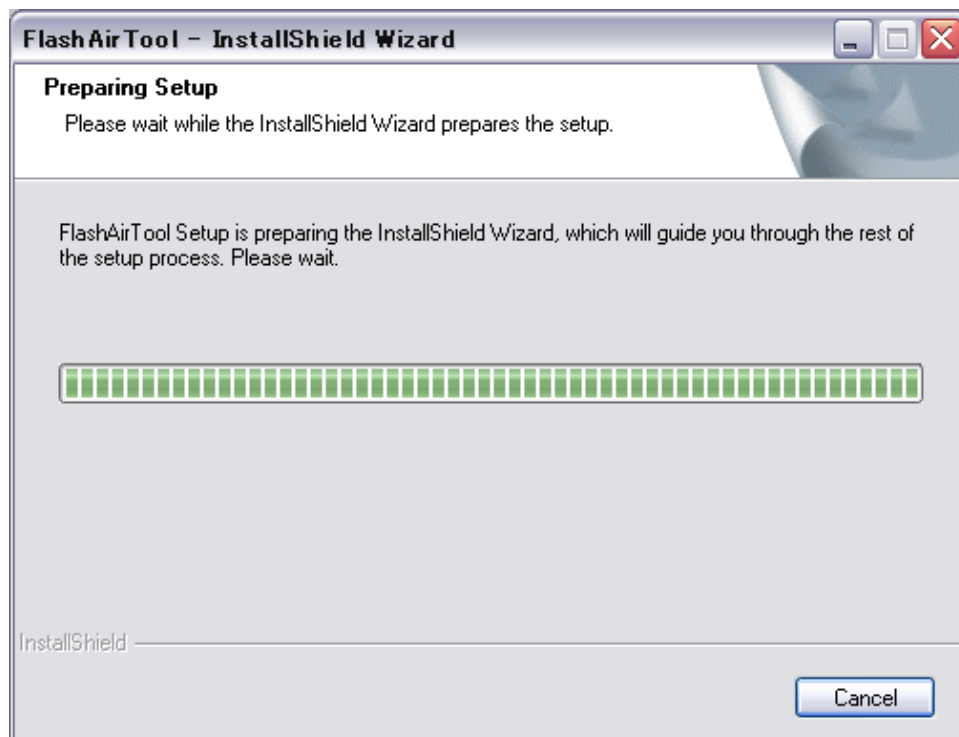 FlashAirTool - InstallShield Wizard
Preparing Setup
Please wait while the InstallShield Wizard prepares the setup.
FlashAirTool Setup is preparing the InstallShield Wizard, which will guide you through the rest of
the setup process. Please wait.
InstallShield
Cancel